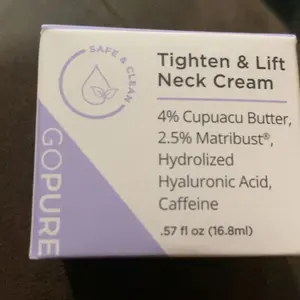 SAFE & CLEAN
GOPURE
Tighten & Lift
Neck Cream
4% Cupuacu Butter,
2.5% Matribust®,
Hydrolized
Hyaluronic Acid,
Caffeine
.57 fl oz (16.8ml)